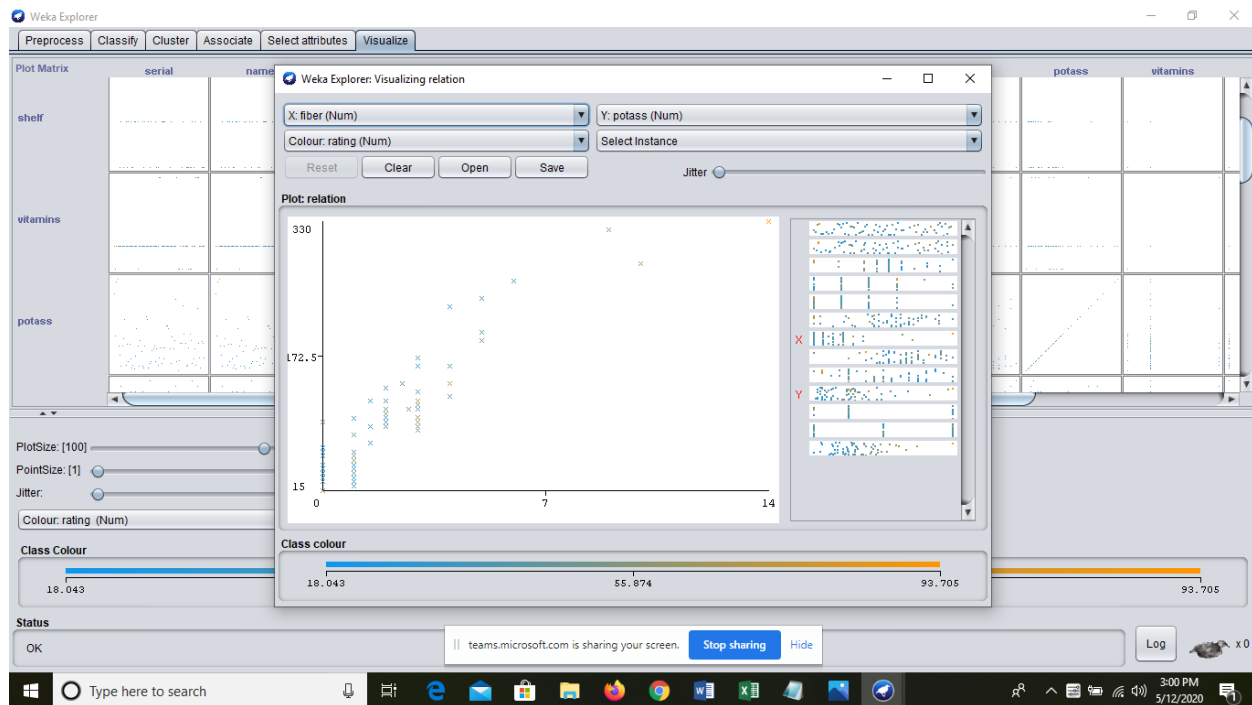 Weka Explorer
Preprocess Classify Cluster Associate Select attributes Visualize
Plot Matrix serial name potass vitamins
shelf
vitamins
potass
Weka Explorer: Visualizing relation
X: fiber (Num) Y: potass (Num)
Colour: rating (Num) Select Instance
Reset Clear Open Save Jitter
Plot: relation
330
172.5
15
0 7 14
X
Y
Class colour
18.043 55.874 93.705
PlotSize: [100]
PointSize: [1]
Jitter:
Colour: rating (Num)
Class Colour
18.043 93.705
Status
OK
teams.microsoft.com is sharing your screen. Stop sharing Hide
Log x 0
Type here to search
3:00 PM
5/12/2020
1